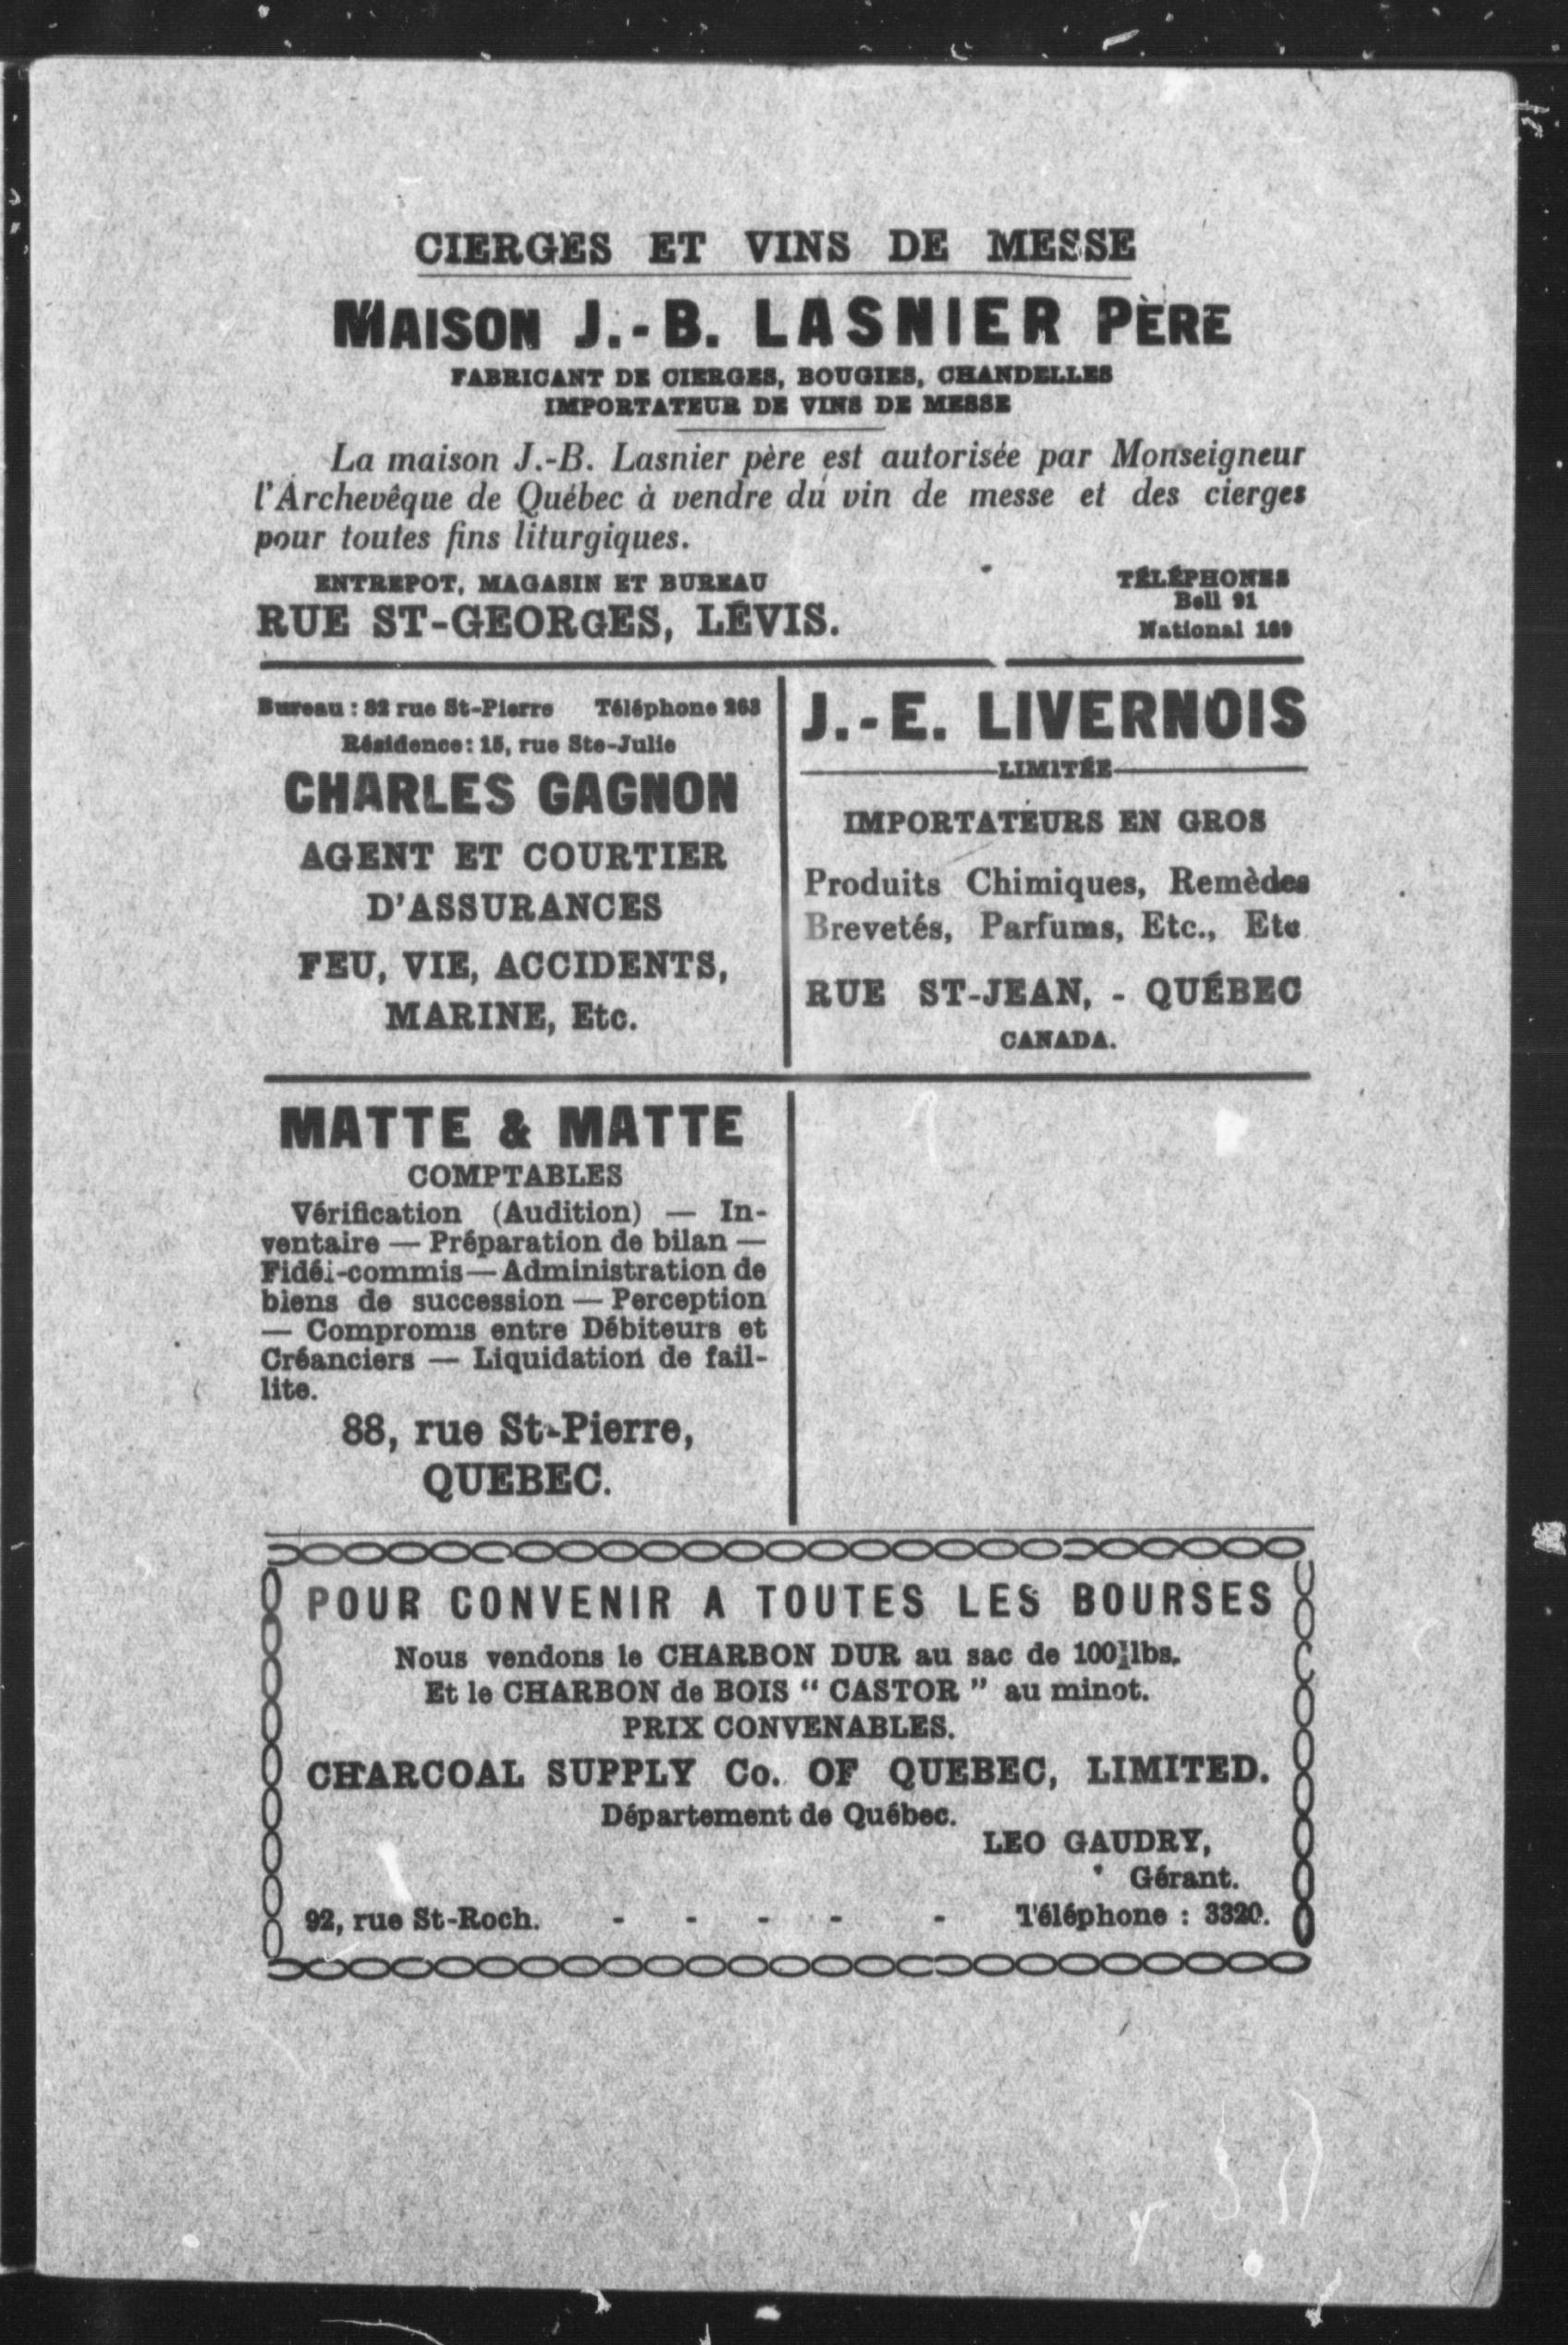 CIERGES ET VINS DE MESSE
MAISON J.-B. LASNIER PÈRE
FABRICANT DE CIERGES, BOUGIES, CHANDELLES
IMPORTATEUR DE VINS DE MESSE
La maison J.-B. Lasnier père est autorisée par Monseigneur
l'Archevêque de Québec à vendre du vin de messe et des cierges
pour toutes fins liturgiques.
ENTREPOT, MAGASIN ET BUREAU
RUE ST-GEORGES, LÉVIS.
TÉLÉPHONES
Bell 91
National 169
Bureau : 82 rue St-Pierre Téléphone 263
Résidence: 15, rue Ste-Julie
CHARLES GAGNON
AGENT ET COURTIER
D'ASSURANCES
FEU, VIE, ACCIDENTS,
MARINE, Etc.
J.-E. LIVERNOIS
LIMITÉE
IMPORTATEURS EN GROS
Produits Chimiques, Remèdes
Brevetés, Parfums, Etc., Etc
RUE ST-JEAN, - QUÉBEC
CANADA.
MATTE & MATTE
COMPTABLES
Vérification (Audition) — In-
ventaire — Préparation de bilan —
Fidéi-commis — Administration de
biens de succession — Perception
— Compromis entre Débiteurs et
Créanciers — Liquidation de fail-
lite.
88, rue St-Pierre,
QUEBEC.
POUR CONVENIR A TOUTES LES BOURSES
Nous vendons le CHARBON DUR au sac de 100 lbs.
Et le CHARBON de BOIS " CASTOR " au minot.
PRIX CONVENABLES.
CHARCOAL SUPPLY Co. OF QUEBEC, LIMITED.
Département de Québec.
LEO GAUDRY,
Gérant.
92, rue St-Roch. - - - - - Téléphone : 3320.